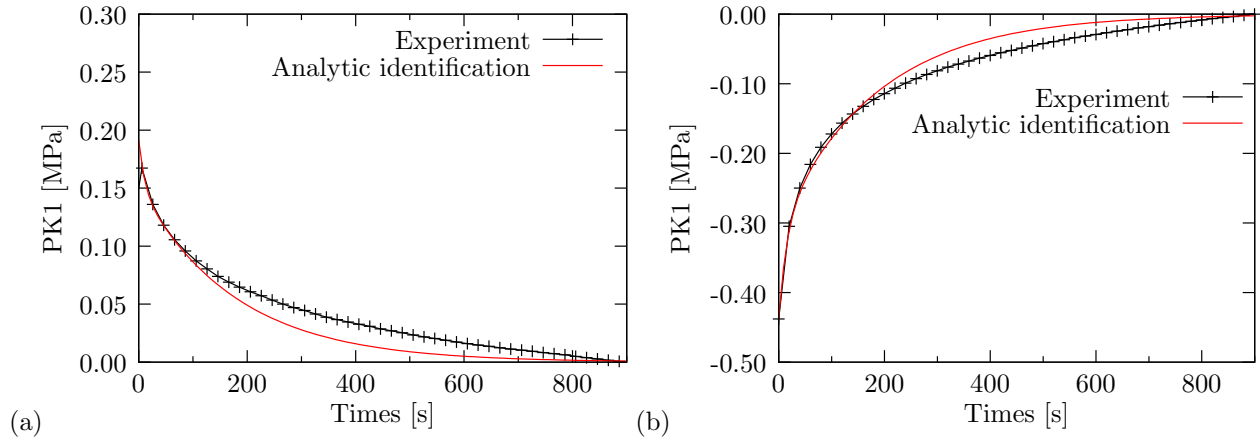 0.30
0.25
0.20
0.15
0.10
0.05
0.00
PK1 [MPa]
Experiment
Analytic identification
0 200 400 600 800
Times [s]
(a)
0.00
-0.10
-0.20
-0.30
-0.40
-0.50
PK1 [MPa]
Experiment
Analytic identification
0 200 400 600 800
Times [s]
(b)